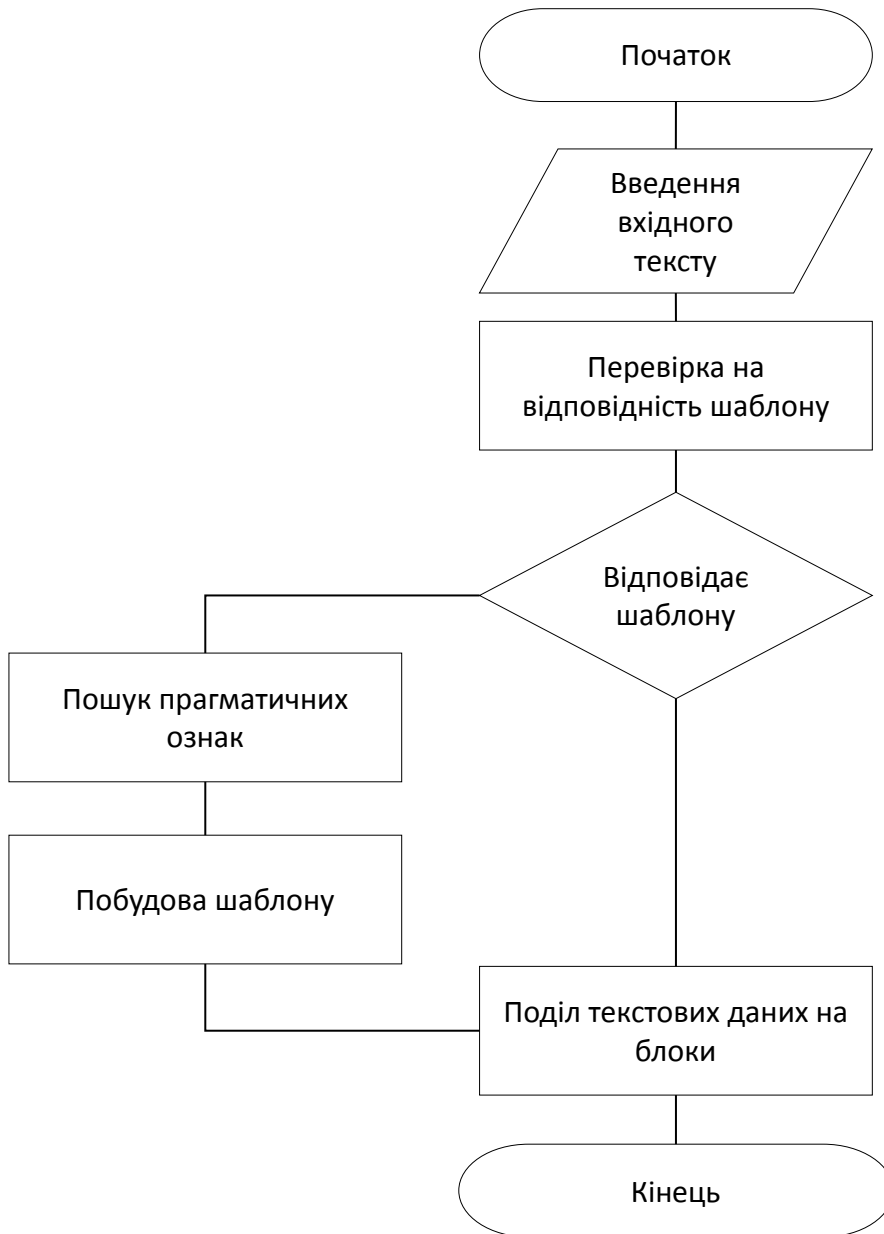 Початок
Введення
вхідного
тексту
Перевірка на
відповідність шаблону
Відповідає
шаблону
Пошук прагматичних
ознак
Побудова шаблону
Поділ текстових даних на
блоки
Кінець